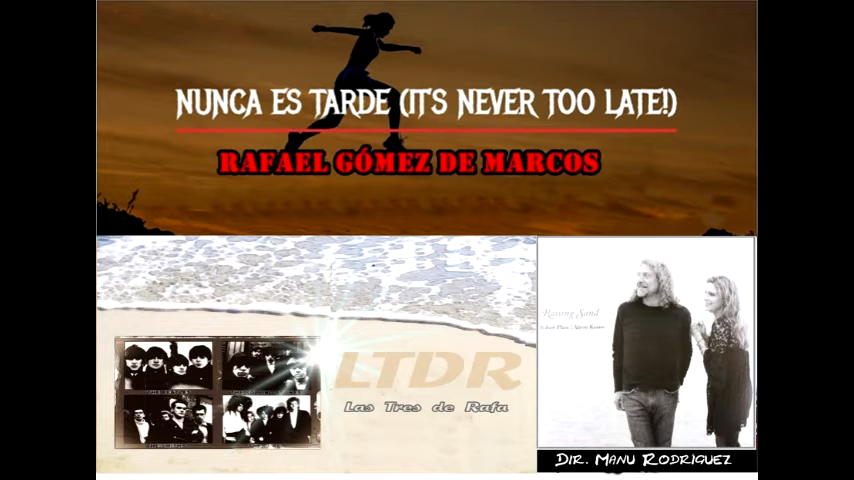 NUNCA ES TARDE (IT'S NEVER TOO LATE!)
RAFAEL GÓMEZ DE MARCOS
Raising Sand
LTDR
Las Tres de Rafa
DIR. MANU RODRIGUEZ